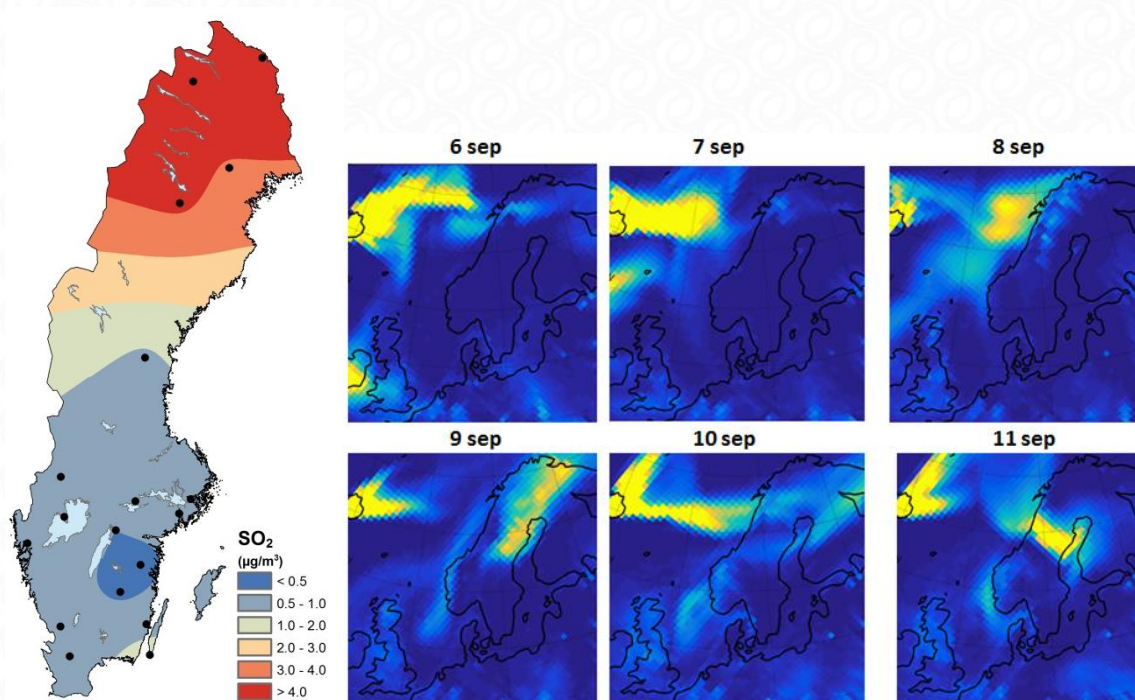 6 sep
7 sep
8 sep
9 sep
10 sep
11 sep
SO₂
(µg/m³)
< 0.5
0.5 - 1.0
1.0 - 2.0
2.0 - 3.0
3.0 - 4.0
> 4.0